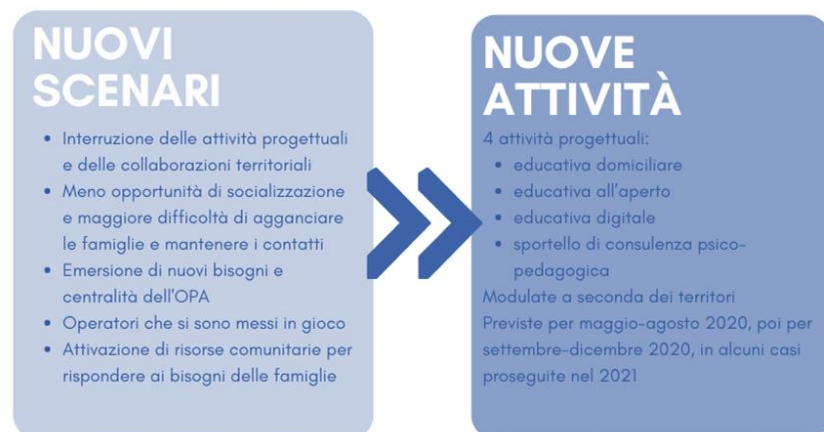 NUOVI
SCENARI
• Interruzione delle attività progettuali
e delle collaborazioni territoriali
• Meno opportunità di socializzazione
e maggiore difficoltà di agganciare
le famiglie e mantenere i contatti
• Emersione di nuovi bisogni e
centralità dell'OPA
• Operatori che si sono messi in gioco
• Attivazione di risorse comunitarie per
rispondere ai bisogni delle famiglie
NUOVE
ATTIVITÀ
4 attività progettuali:
• educativa domiciliare
• educativa all'aperto
• educativa digitale
• sportello di consulenza psico-
pedagogica
Modulate a seconda dei territori
Previste per maggio-agosto 2020, poi per
settembre-dicembre 2020, in alcuni casi
proseguite nel 2021